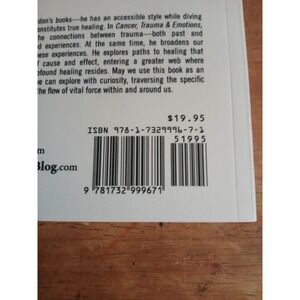 don's books—he has an accessible style while diving
constitutes true healing. In Cancer, Trauma & Emotions,
the connections between trauma—both past and
d experiences. At the same time, he broadens our
ese experiences. He explores paths to healing that
f cause and effect, entering a greater web where
ofound healing resides. May we use this book as an
e can explore with curiosity, traversing the specific
the flow of vital force within and around us.
$19.95
ISBN 978-1-7329996-7-1
51995
m
Blog.com
9 781732 999671